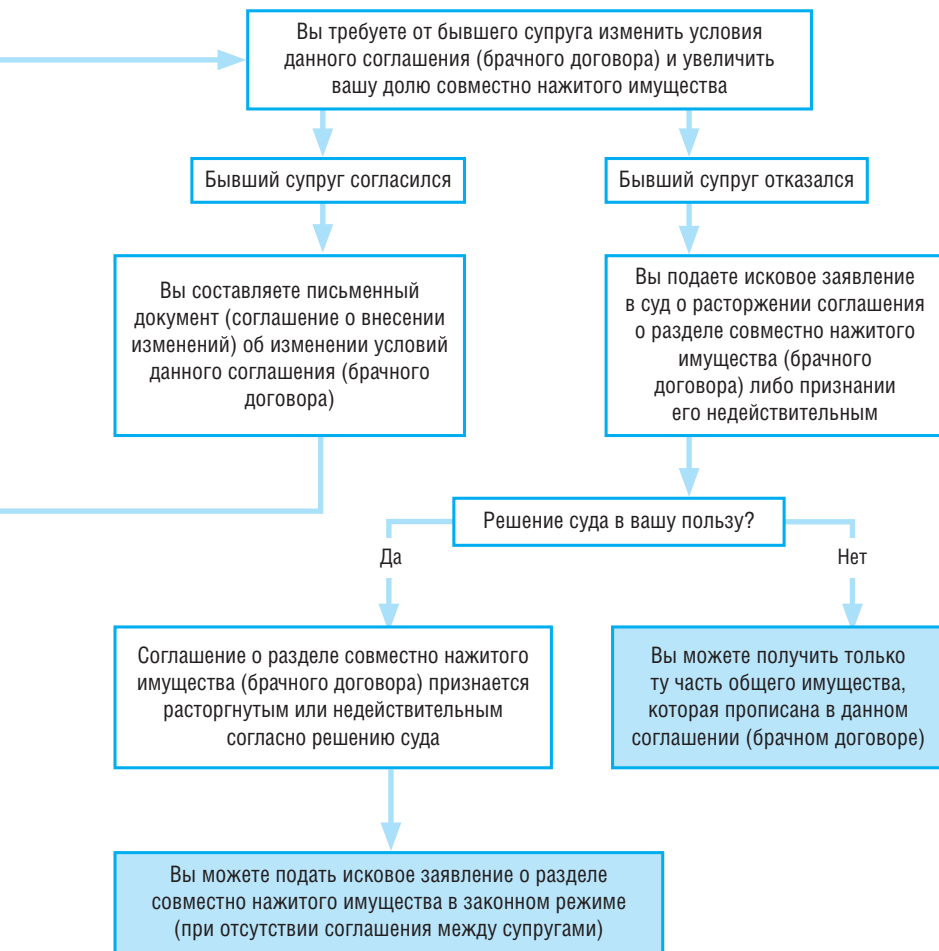 Вы требуете от бывшего супруга изменить условия
данного соглашения (брачного договора) и увеличить
вашу долю совместно нажитого имущества
Бывший супруг согласился
Бывший супруг отказался
Вы составляете письменный
документ (соглашение о внесении
изменений) об изменении условий
данного соглашения (брачного
договора)
Вы подаете исковое заявление
в суд о расторжении соглашения
о разделе совместно нажитого
имущества (брачного
договора) либо признании
его недействительным
Решение суда в вашу пользу?
Да
Нет
Соглашение о разделе совместно нажитого
имущества (брачного договора) признается
расторгнутым или недействительным
согласно решению суда
Вы можете получить только
ту часть общего имущества,
которая прописана в данном
соглашении (брачном договоре)
Вы можете подать исковое заявление о разделе
совместно нажитого имущества в законном режиме
(при отсутствии соглашения между супругами)